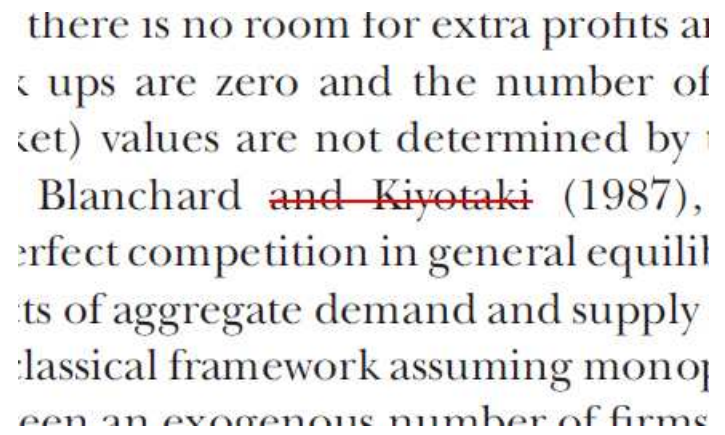 there is no room for extra profits
ups are zero and the number of
values are not determined by
Blanchard and Kiyotaki (1987),
competition in general
of aggregate demand and supply
framework assuming
an exogenous number of firms